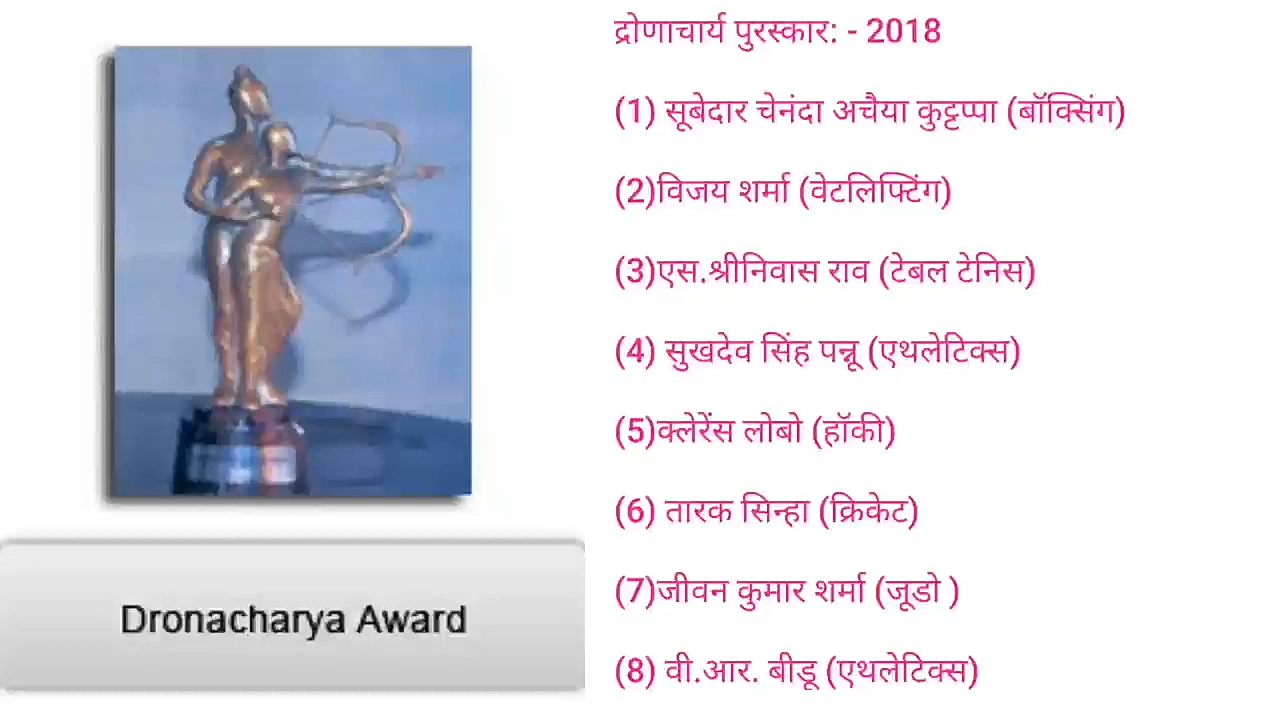 द्रोणाचार्य पुरस्कार: - 2018
(1) सूबेदार चेनंदा अचैया कुट्टप्पा (बॉक्सिंग)
(2)विजय शर्मा (वेटलिफ्टिंग)
(3)एस.श्रीनिवास राव (टेबल टेनिस)
(4) सुखदेव सिंह पन्नू (एथलेटिक्स)
(5)क्लेरेंस लोबो (हॉकी)
(6) तारक सिन्हा (क्रिकेट)
(7)जीवन कुमार शर्मा (जूडो )
(8) वी.आर. बीडू (एथलेटिक्स)
Dronacharya Award